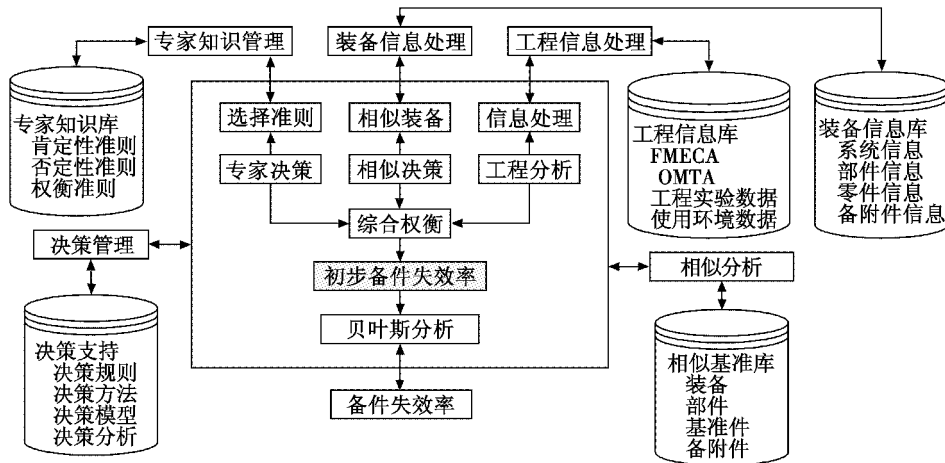 专家知识管理
装备信息处理
工程信息处理
专家知识库
肯定性准则
否定性准则
权衡准则
选择准则
相似装备
信息处理
专家决策
相似决策
工程分析
综合权衡
初步备件失效率
贝叶斯分析
备件失效率
工程信息库
FMECA
OMTA
工程实验数据
使用环境数据
装备信息库
系统信息
部件信息
零件信息
备附件信息
决策管理
决策支持
决策规则
决策方法
决策模型
决策分析
相似分析
相似基准库
装备
部件
基准件
备附件